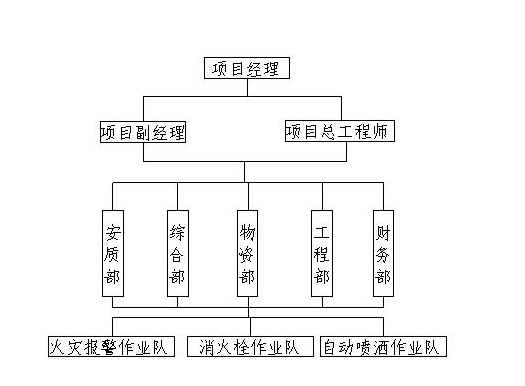 项目经理
项目副经理
项目总工程师
安质部
综合部
物资部
工程部
财务部
火灾报警作业队
消火栓作业队
自动喷洒作业队